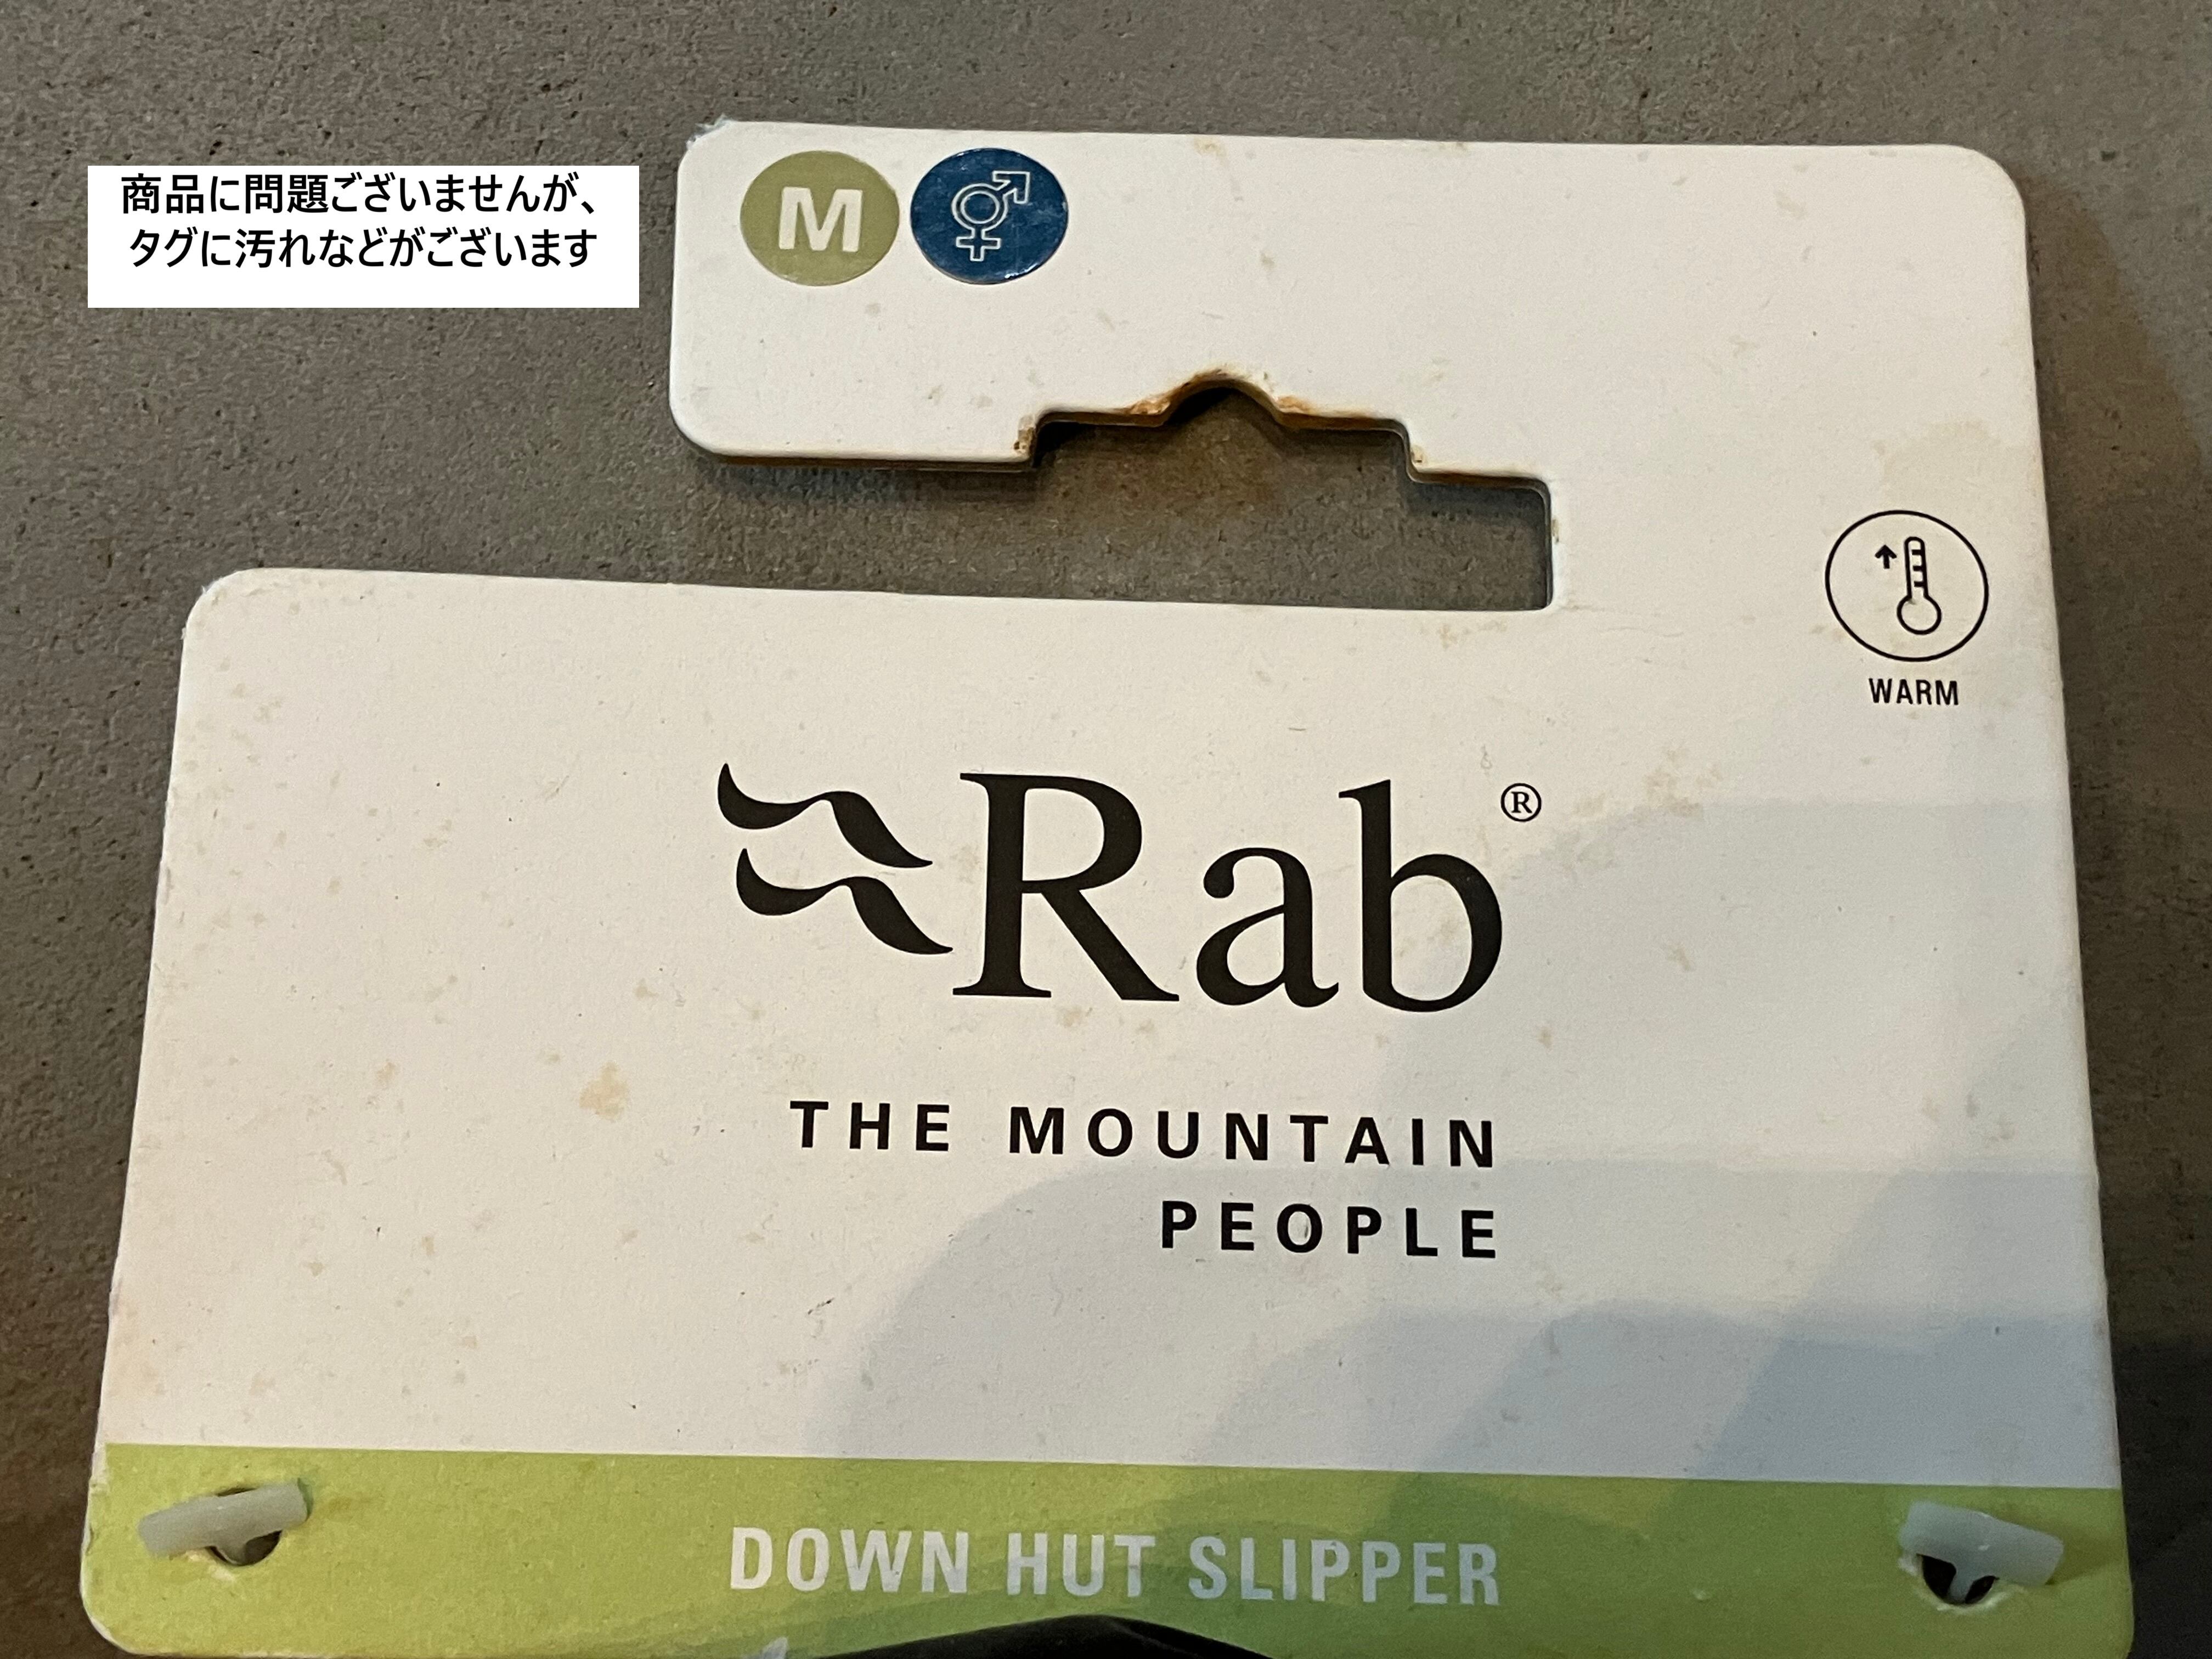 商品に問題ございませんが、
タグに汚れなどがございます
M
WARM
Rab®
THE MOUNTAIN
PEOPLE
DOWN HUT SLIPPER